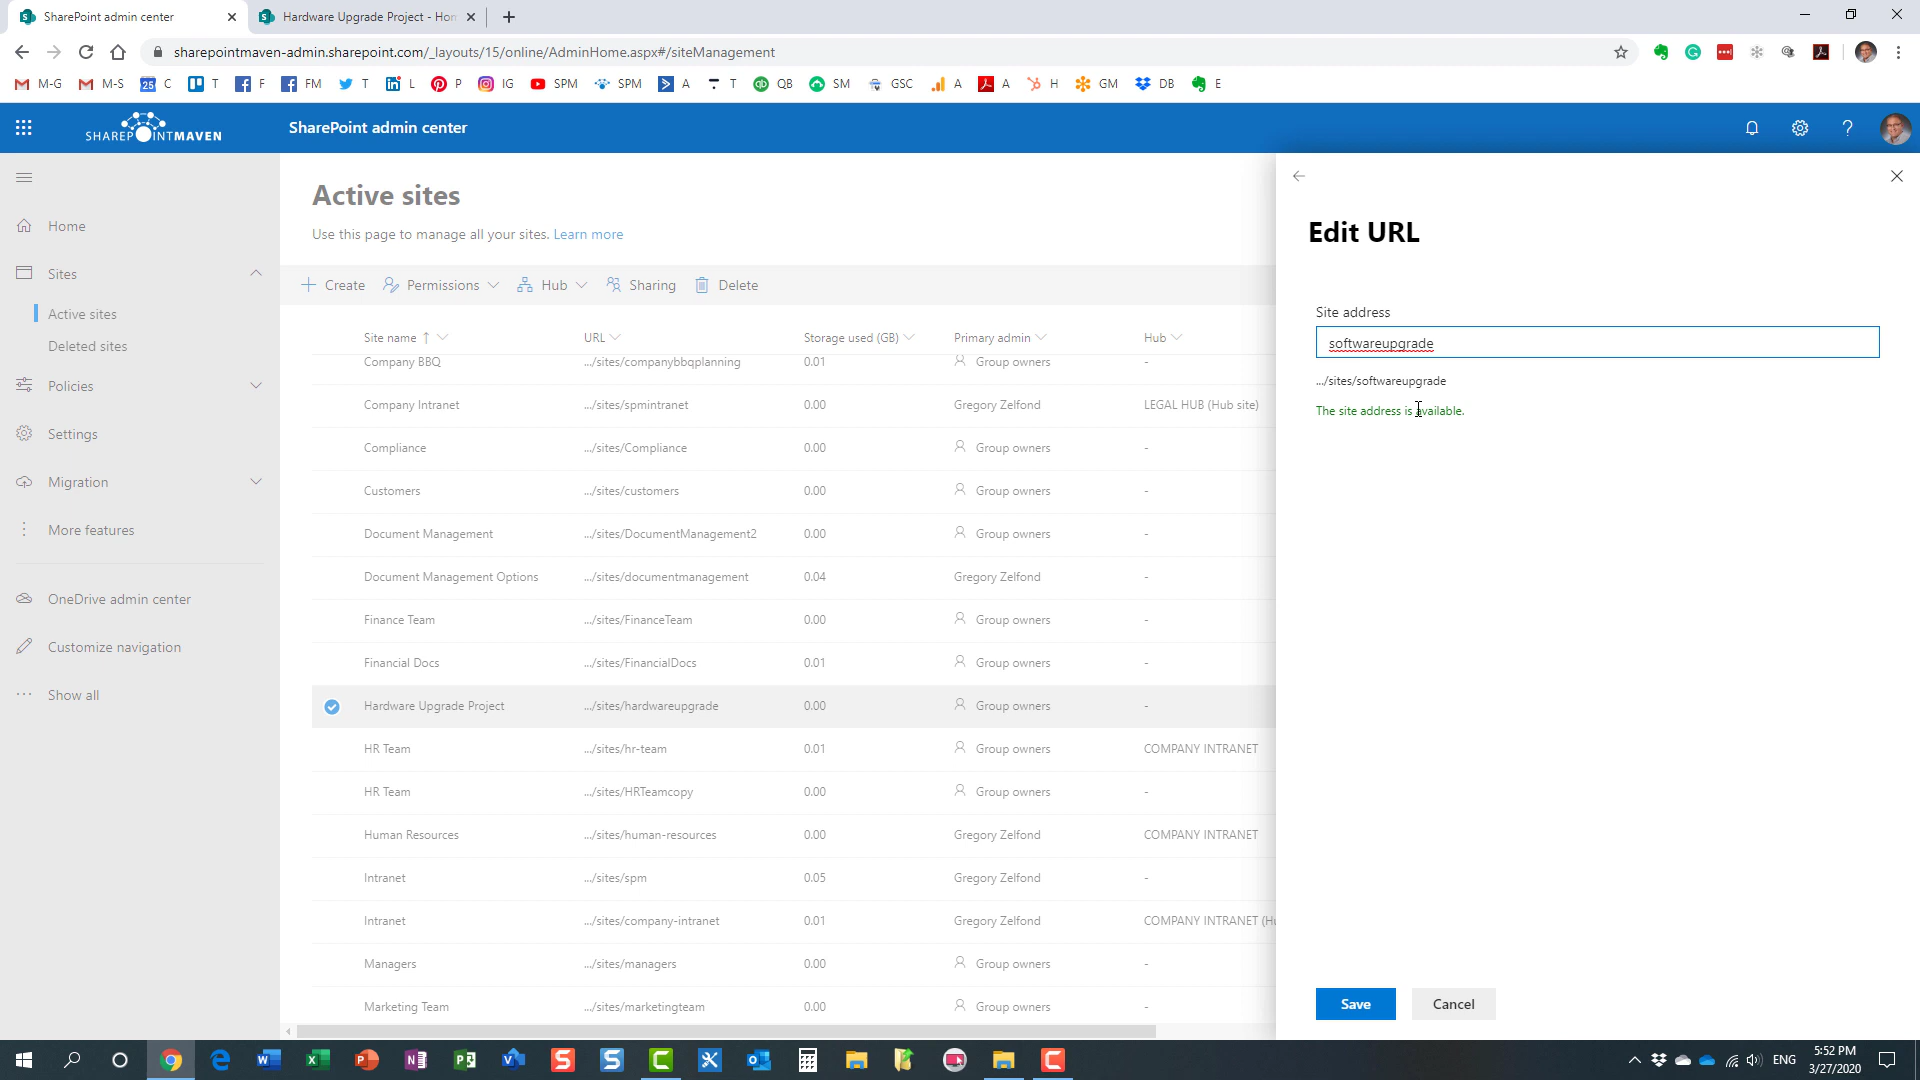 SharePoint admin center
Hardware Upgrade Project - Hom
sharepointmaven-admin.sharepoint.com/_layouts/15/online/AdminHome.aspx#/siteManagement
M-G M-S 25 C T F FM T L P IG SPM SPM A T QB SM GSC A A H GM DB E
SHAREPOINTMAVEN
SharePoint admin center
Home
Sites
Active sites
Deleted sites
Policies
Settings
Migration
More features
OneDrive admin center
Customize navigation
Show all
Active sites
Use this page to manage all your sites. Learn more
Create Permissions Hub Sharing Delete
Site name URL Storage used (GB) Primary admin Hub
Company BBQ .../sites/companybbqplanning 0.01 Group owners -
Company Intranet .../sites/spmintranet 0.00 Gregory Zelfond LEGAL HUB (Hub site)
Compliance .../sites/Compliance 0.00 Group owners -
Customers .../sites/customers 0.00 Group owners -
Document Management .../sites/DocumentManagement2 0.00 Group owners -
Document Management Options .../sites/documentmanagement 0.04 Gregory Zelfond -
Finance Team .../sites/FinanceTeam 0.00 Group owners -
Financial Docs .../sites/FinancialDocs 0.01 Group owners -
Hardware Upgrade Project .../sites/hardwareupgrade 0.00 Group owners -
HR Team .../sites/hr-team 0.01 Group owners COMPANY INTRANET
HR Team .../sites/HRTeamcopy 0.00 Group owners -
Human Resources .../sites/human-resources 0.00 Gregory Zelfond COMPANY INTRANET
Intranet .../sites/spm 0.05 Gregory Zelfond -
Intranet .../sites/company-intranet 0.01 Gregory Zelfond COMPANY INTRANET (Hu
Managers .../sites/managers 0.00 Group owners -
Marketing Team .../sites/marketingteam 0.00 Group owners -
Edit URL
Site address
softwareupgrade
.../sites/softwareupgrade
The site address is available.
Save Cancel
ENG
5:52 PM
3/27/2020